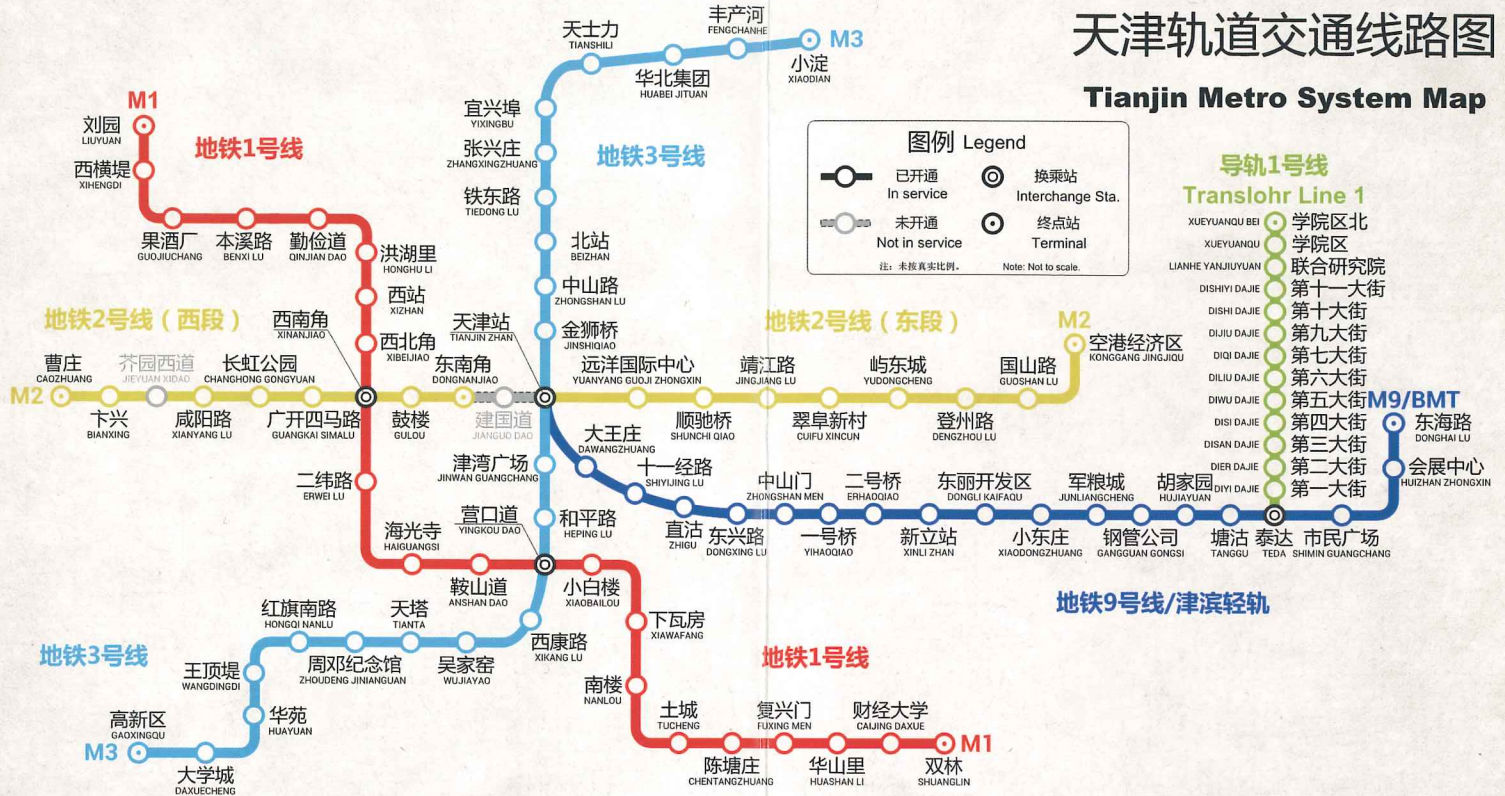 天津轨道交通线路图
Tianjin Metro System Map
图例 Legend
已开通
In service
换乘站
Interchange Sta.
未开通
Not in service
终点站
Terminal
注：未按真实比例。
Note: Not to scale.
M1
刘园
LIUYUAN
地铁1号线
西横堤
XIHENGDI
果酒厂
GUOJIUCHANG
本溪路
BENXI LU
勤俭道
QINJIAN DAO
洪湖里
HONGHU LI
西站
XIZHAN
西北角
XIBEIJIAO
西南角
XINANJIAO
二纬路
ERWEI LU
海光寺
HAIGUANGSI
鞍山道
ANSHAN DAO
营口道
YINGKOU DAO
小白楼
XIAOBAILOU
下瓦房
XIAWAFANG
南楼
NANLOU
地铁1号线
土城
TUCHENG
陈塘庄
CHENTANGZHUANG
复兴门
FUXING MEN
华山里
HUASHAN LI
财经大学
CAIJING DAXUE
双林
SHUANGLIN
M1
地铁2号线（西段）
M2
曹庄
CAOZHUANG
卞兴
BIANXING
芥园西道
JIEYUAN XIDAO
咸阳路
XIANYANG LU
长虹公园
CHANGHONG GONGYUAN
广开四马路
GUANGKAI SIMALU
鼓楼
GULOU
东南角
DONGNANJIAO
建国道
JIANGUO DAO
天津站
TIANJIN ZHAN
地铁2号线（东段）
远洋国际中心
YUANYANG GUOJI ZHONGXIN
顺驰桥
SHUNCHI QIAO
靖江路
JINGJIANG LU
翠阜新村
CUIFU XINCUN
屿东城
YUDONGCHENG
登州路
DENGZHOU LU
国山路
GUOSHAN LU
M2
空港经济区
KONGGANG JINGJIQU
M3
小淀
XIAODIAN
丰产河
FENGCHANHE
华北集团
HUABEI JITUAN
天士力
TIANSHILI
宜兴埠
YIXINGBU
地铁3号线
张兴庄
ZHANGXINGZHUANG
铁东路
TIEDONG LU
北站
BEIZHAN
中山路
ZHONGSHAN LU
金狮桥
JINSHIQIAO
津湾广场
JINWAN GUANGCHANG
和平路
HEPING LU
西康路
XIKANG LU
吴家窑
WUJIAYAO
天塔
TIANTA
周邓纪念馆
ZHOUDENG JINIANGUAN
红旗南路
HONGQI NANLU
地铁3号线
王顶堤
WANGDINGDI
华苑
HUAYUAN
大学城
DAXUECHENG
高新区
GAOXINGQU
M3
大王庄
DAWANGZHUANG
十一经路
SHIYIJING LU
直沽
ZHIGU
东兴路
DONGXING LU
中山门
ZHONGSHAN MEN
一号桥
YIHAOQIAO
二号桥
ERHAOQIAO
新立站
XINLI ZHAN
东丽开发区
DONGLI KAIFAQU
小东庄
XIAODONGZHUANG
军粮城
JUNLIANGCHENG
钢管公司
GANGGUAN GONGSI
胡家园
HUJIAYUAN
塘沽
TANGGU
泰达
TEDA
市民广场
SHIMIN GUANGCHANG
会展中心
HUIZHAN ZHONGXIN
东海路
DONGHAI LU
M9/BMT
地铁9号线/津滨轻轨
导轨1号线
Translohr Line 1
XUEYUANQU BEI 学院区北
XUEYUANQU 学院区
LIANHE YANJIUYUAN 联合研究院
DISHIYI DAJIE 第十一大街
DISHI DAJIE 第十大街
DIJIU DAJIE 第九大街
DIQI DAJIE 第七大街
DILIU DAJIE 第六大街
DIWU DAJIE 第五大街
DISI DAJIE 第四大街
DISAN DAJIE 第三大街
DIER DAJIE 第二大街
DIYI DAJIE 第一大街